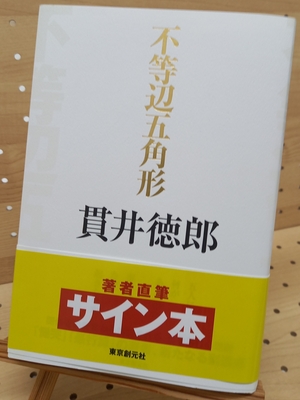 不等辺五角形
貫井徳郎
著者直筆
サイン本
東京創元社